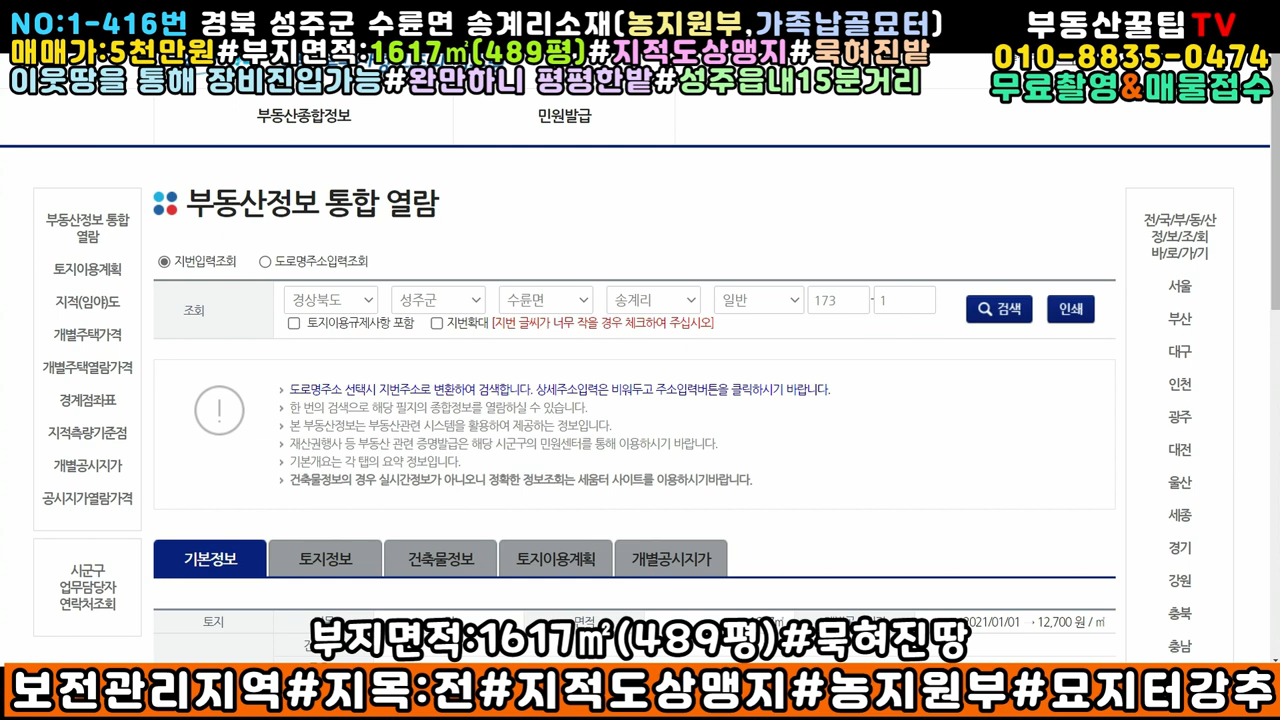 NO:1-416번 경북 성주군 수륜면 송계리소재(농지원부,가족납골묘터)
부동산꿀팁TV
매매가:5천만원#부지면적:1617㎡(489평)#지적도상맹지#묵혀진밭
010-8835-0474
이웃땅을 통해 장비진입가능#완만하니 평평한밭#성주읍내15분거리
무료촬영&매물접수
부동산종합정보
민원발급
부동산정보 통합 열람
부동산정보 통합
열람
토지이용계획
지적(임야)도
개별주택가격
개별주택열람가격
경계점좌표
지적측량기준점
개별공시지가
공시지가열람가격
시군구
업무담당자
연락처조회
지번입력조회 도로명주소입력조회
조회
경상북도 성주군 수륜면 송계리 일반 173 - 1
검색 인쇄
토지이용규제사항 포함 지번확대 [지번 글씨가 너무 작을 경우 체크하여 주십시오]
도로명주소 선택시 지번주소로 변환하여 검색합니다. 상세주소입력은 비워두고 주소입력버튼을 클릭하시기 바랍니다.
한 번의 검색으로 해당 필지의 종합정보를 열람하실 수 있습니다.
본 부동산정보는 부동산관련 시스템을 활용하여 제공하는 정보입니다.
재산권행사 등 부동산 관련 증명발급은 해당 시군구의 민원센터를 통해 이용하시기 바랍니다.
기본개요는 각 탭의 요약 정보입니다.
건축물정보의 경우 실시간정보가 아니오니 정확한 정보조회는 세움터 사이트를 이용하시기바랍니다.
기본정보 토지정보 건축물정보 토지이용계획 개별공시지가
토지
2021/01/01 → 12,700 원 / ㎡
전/국/부/동/산
정/보/조/회
바/로/가/기
서울
부산
대구
인천
광주
대전
울산
세종
경기
강원
충북
충남
부지면적:1617㎡(489평)#묵혀진땅
보전관리지역#지목:전#지적도상맹지#농지원부#묘지터강추